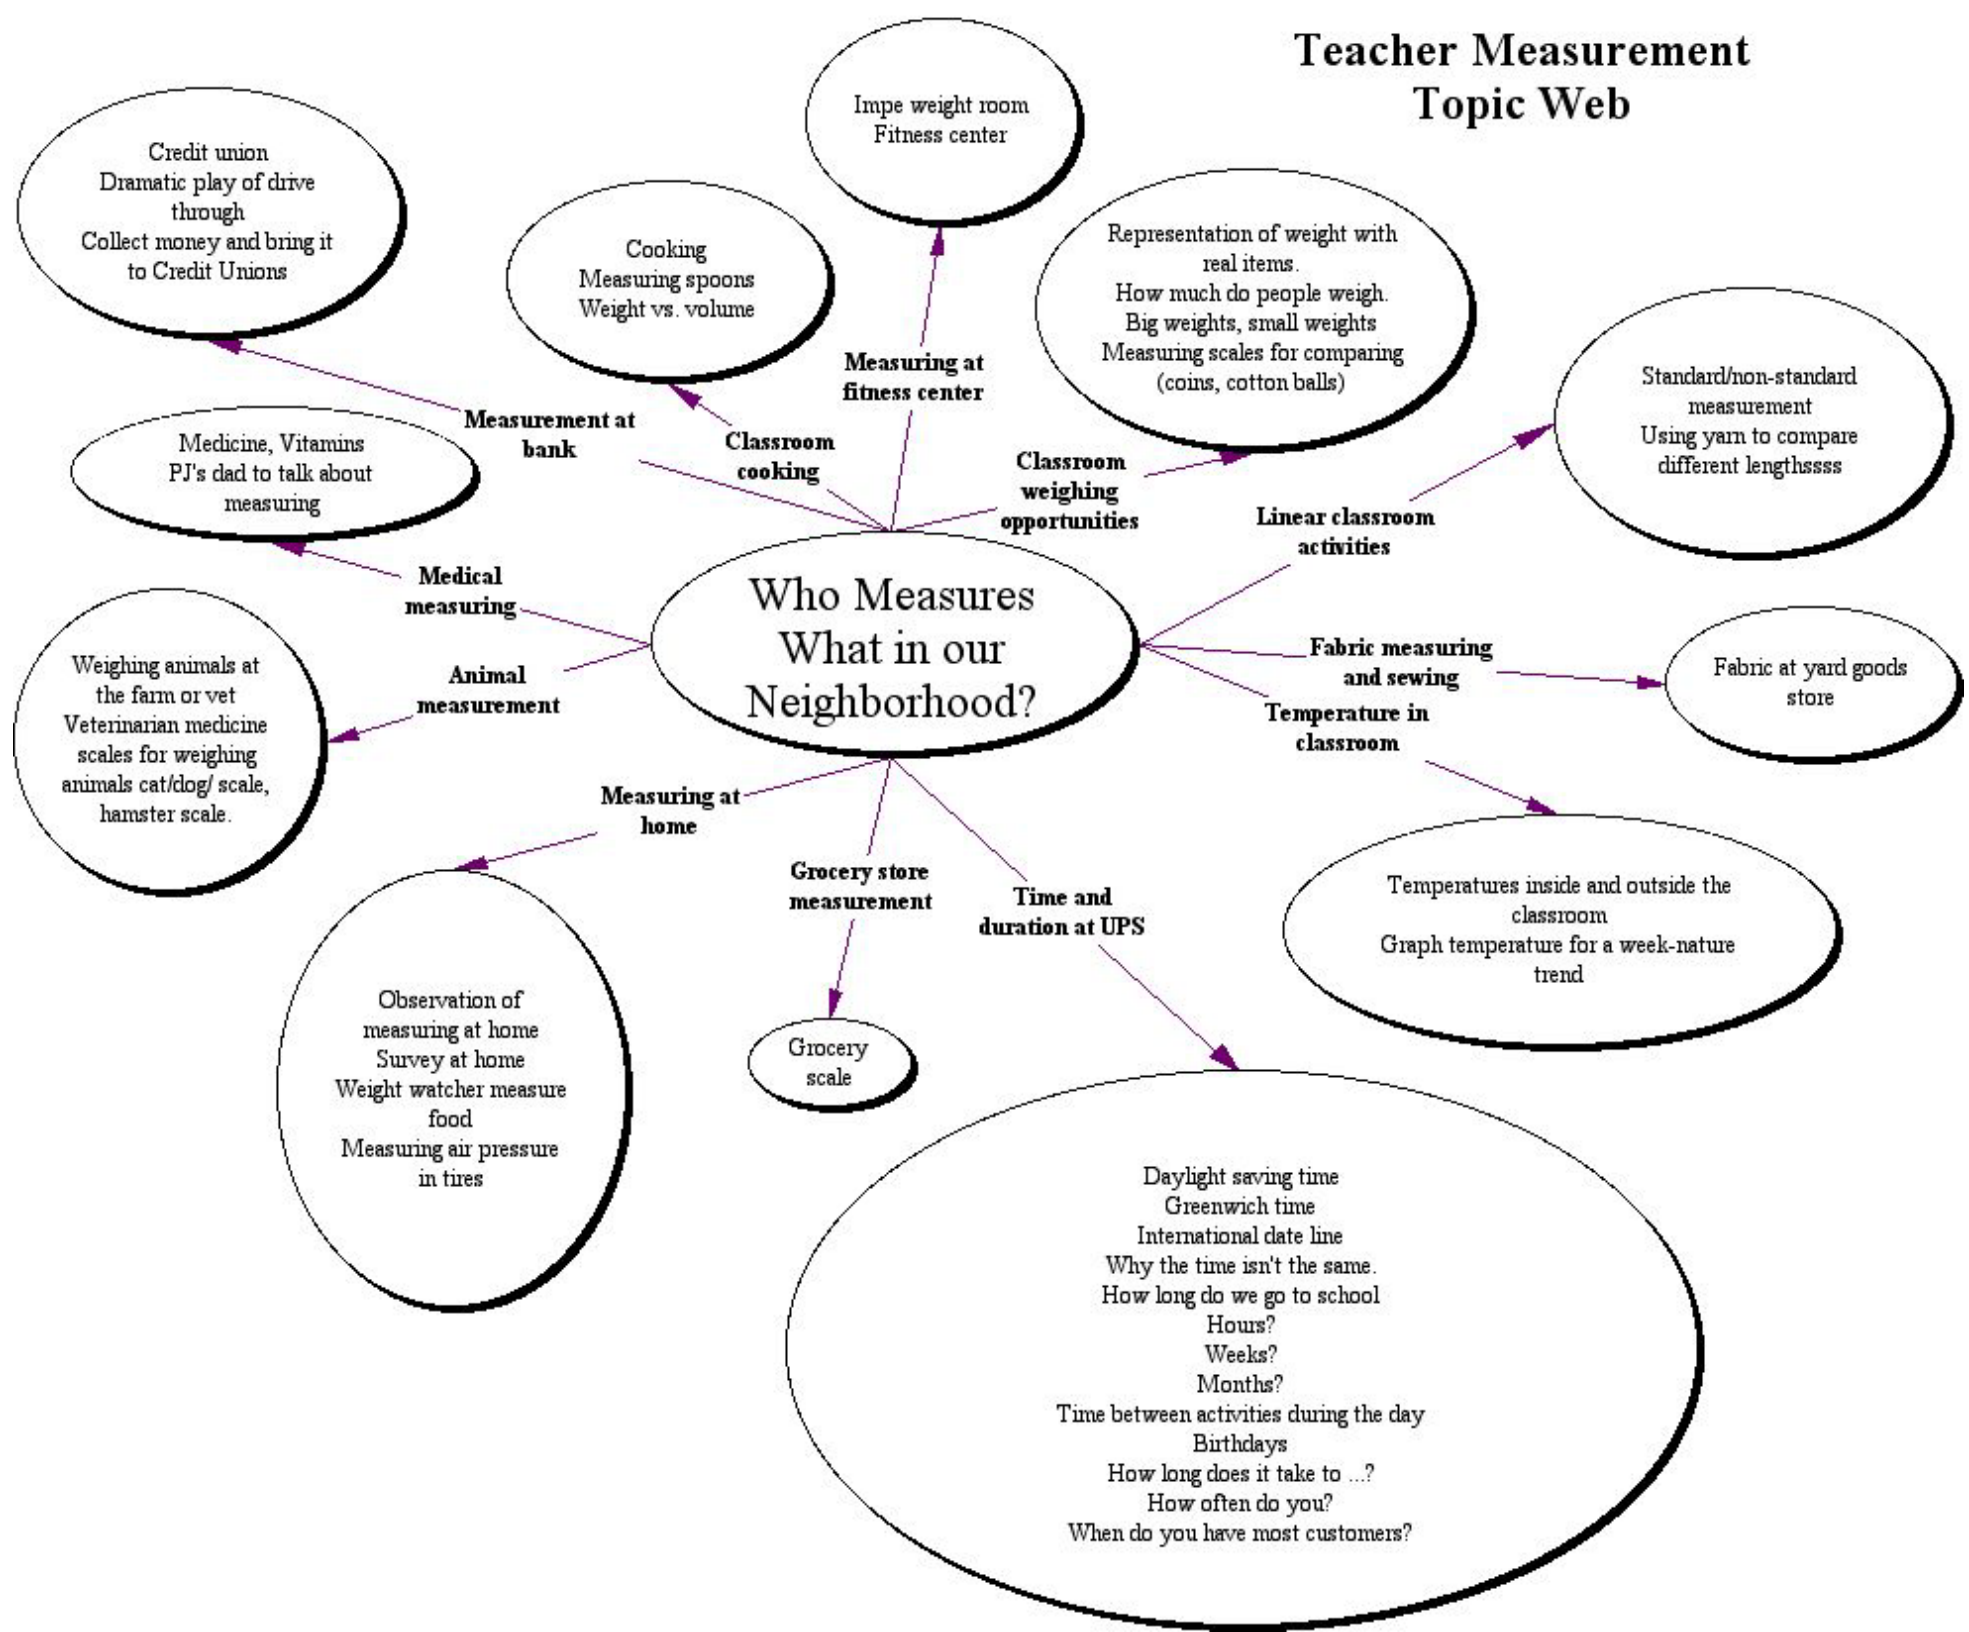 Teacher Measurement
Topic Web
Impe weight room
Fitness center
Credit union
Dramatic play of drive
through
Collect money and bring it
to Credit Unions
Cooking
Measuring spoons
Weight vs. volume
Representation of weight with
real items.
How much do people weigh.
Big weights, small weights
Measuring scales for comparing
(coins, cotton balls)
Standard/non-standard
measurement
Using yarn to compare
different lengthssss
Measuring at
fitness center
Measurement at
bank
Classroom
cooking
Classroom
weighing
opportunities
Linear classroom
activities
Medicine, Vitamins
PJ's dad to talk about
measuring
Medical
measuring
Who Measures
What in our
Neighborhood?
Fabric measuring
and sewing
Fabric at yard goods
store
Weighing animals at
the farm or vet
Veterinarian medicine
scales for weighing
animals cat/dog/ scale,
hamster scale.
Animal
measurement
Temperature in
classroom
Measuring at
home
Grocery store
measurement
Time and
duration at UPS
Temperatures inside and outside the
classroom
Graph temperature for a week-nature
trend
Observation of
measuring at home
Survey at home
Weight watcher measure
food
Measuring air pressure
in tires
Grocery
scale
Daylight saving time
Greenwich time
International date line
Why the time isn't the same.
How long do we go to school
Hours?
Weeks?
Months?
Time between activities during the day
Birthdays
How long does it take to ...?
How often do you?
When do you have most customers?